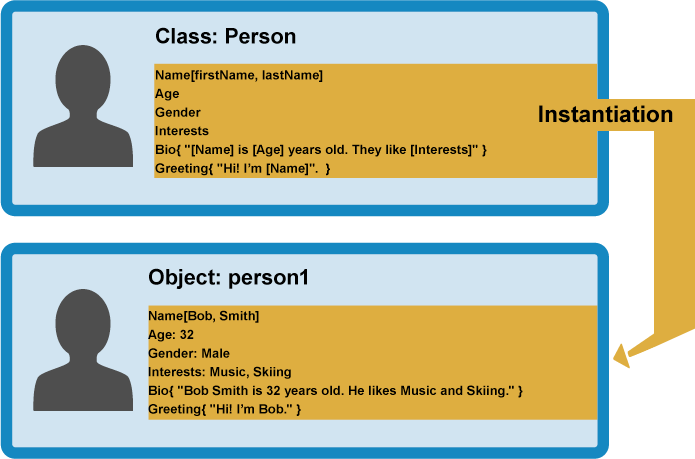 Class: Person
Name[firstName, lastName]
Age
Gender
Interests
Bio{ "[Name] is [Age] years old. They like [Interests]" }
Greeting{ "Hi! I’m [Name]".  }
Instantiation
Object: person1
Name[Bob, Smith]
Age: 32
Gender: Male
Interests: Music, Skiing
Bio{ "Bob Smith is 32 years old. He likes Music and Skiing." }
Greeting{ "Hi! I’m Bob." }